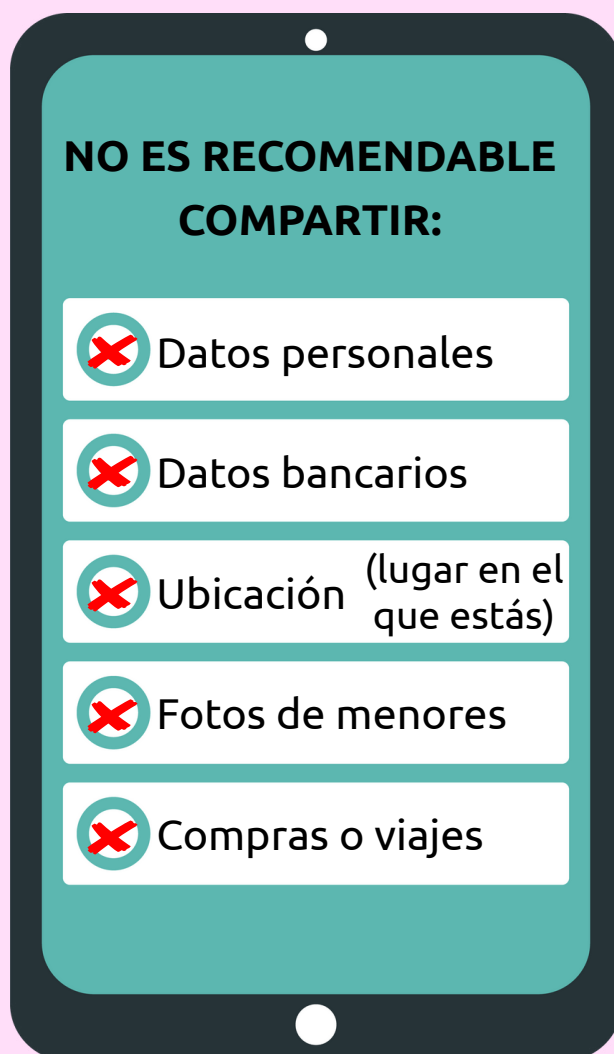 NO ES RECOMENDABLE
COMPARTIR:
Datos personales
Datos bancarios
Ubicación (lugar en el
que estás)
Fotos de menores
Compras o viajes